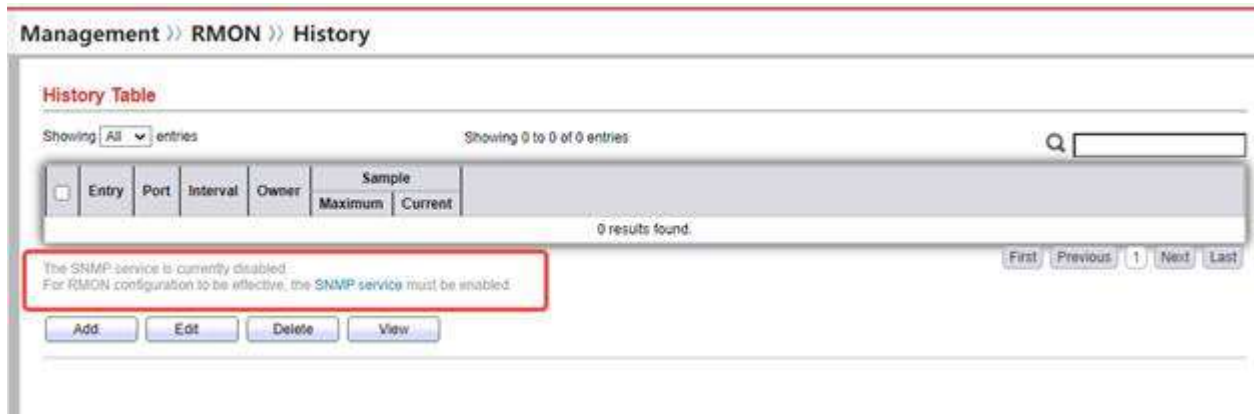 Management » RMON » History
History Table
Showing All entries
Showing 0 to 0 of 0 entries
Entry Port Interval Owner Sample
Maximum Current
0 results found.
First Previous 1 Next Last
The SNMP service is currently disabled.
For RMON configuration to be effective, the SNMP service must be enabled.
Add Edit Delete View